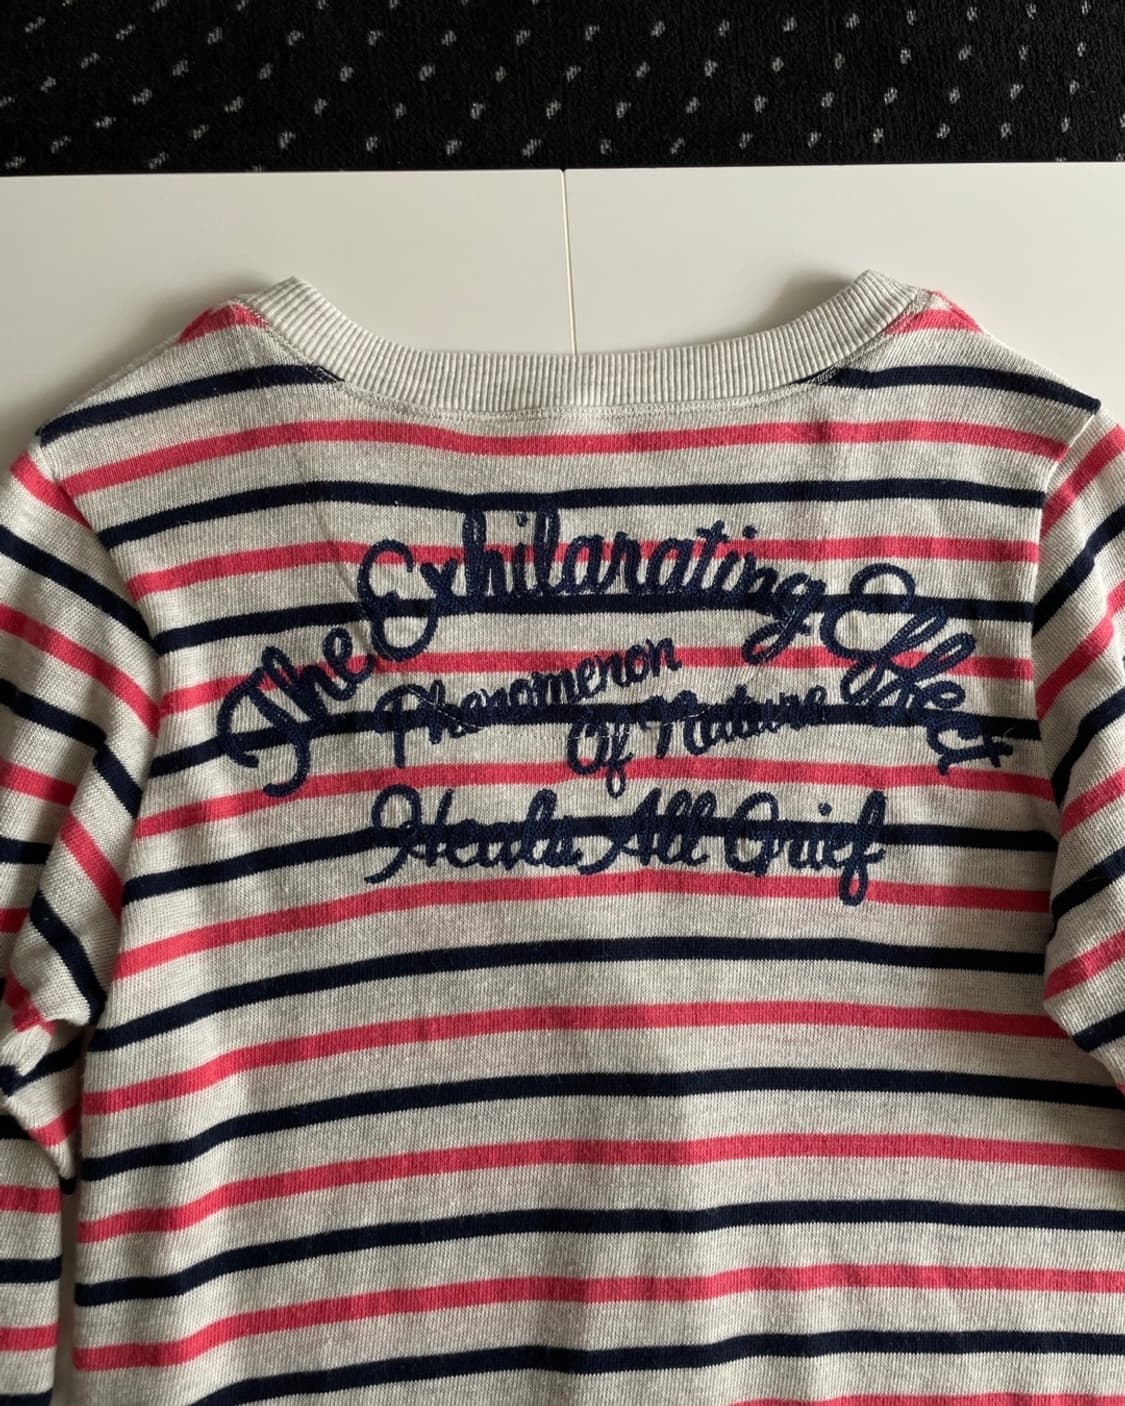 The Exhilarating Effect
Phenomenon
Of Nature
Heals All Grief